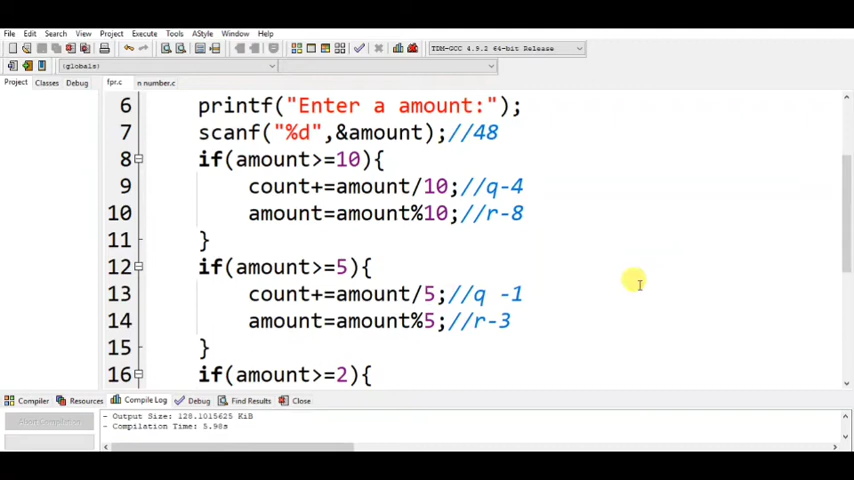 File Edit Search View Project Execute Tools AStyle Window Help
TDM-GCC 4.9.2 64-bit Release
(globals)
Project Classes Debug fpr.c n number.c
6 printf("Enter a amount:");
7 scanf("%d",&amount);//48
8 if(amount>=10){
9 count+=amount/10;//q-4
10 amount=amount%10;//r-8
11 }
12 if(amount>=5){
13 count+=amount/5;//q -1
14 amount=amount%5;//r-3
15 }
16 if(amount>=2){
Compiler Resources Compile Log Debug Find Results Close
Abort Compilation
- Output Size: 128.1015625 KiB
- Compilation Time: 5.98s